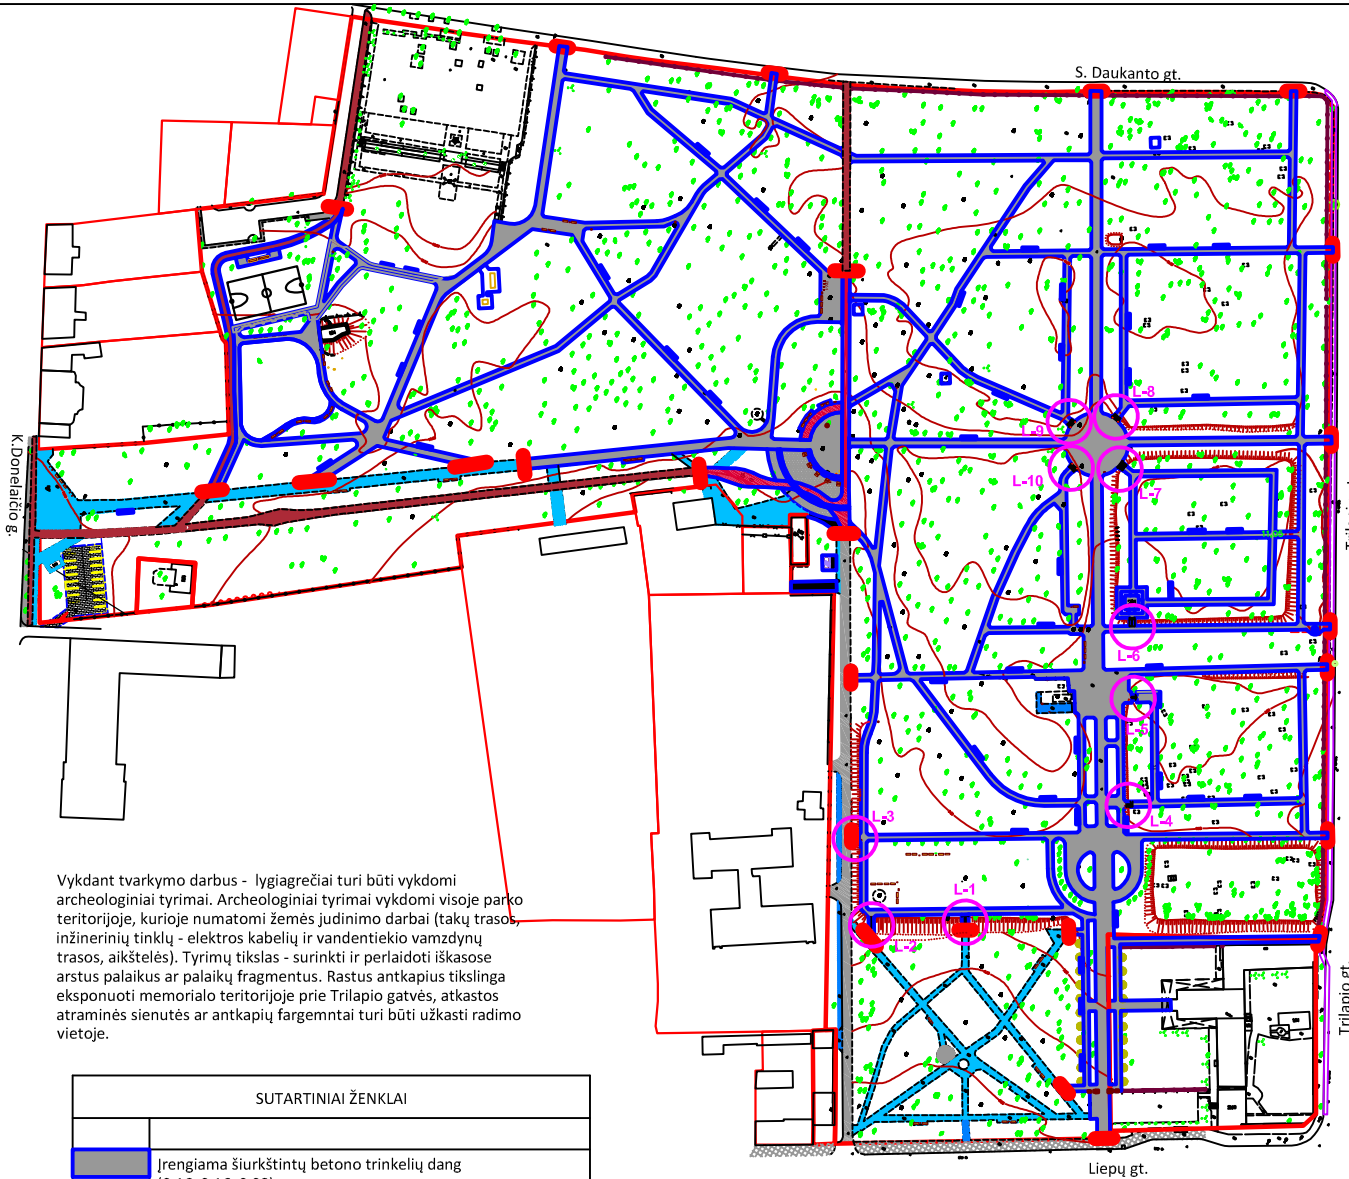 S. Daukanto gt.
L-8
L-9
L-10
L-7
K.Donelaičio g.
L-6
L-5
L-4
L-3
L-1
L-2
Vykdant tvarkymo darbus - lygiagrečiai turi būti vykdomi
archeologiniai tyrimai. Archeologiniai tyrimai vykdomi visoje parko
teritorijoje, kurioje numatomi žemės judinimo darbai (takų trasos,
inžinerinių tinklų - elektros kabelių ir vandentiekio vamzdynų
trasos, aikštelės). Tyrimų tikslas - surinkti ir perlaidoti iškasose
arstus palaikus ar palaikų fragmentus. Rastus antkapius tikslinga
eksponuoti memorialo teritorijoje prie Trilapio gatvės, atkastos
atraminės sienutės ar antkapių fargemntai turi būti užkasti radimo
vietoje.
Trilapio gt.
Liepų gt.
SUTARTINIAI ŽENKLAI
Įrengiama šiurkštintų betono trinkelių dang